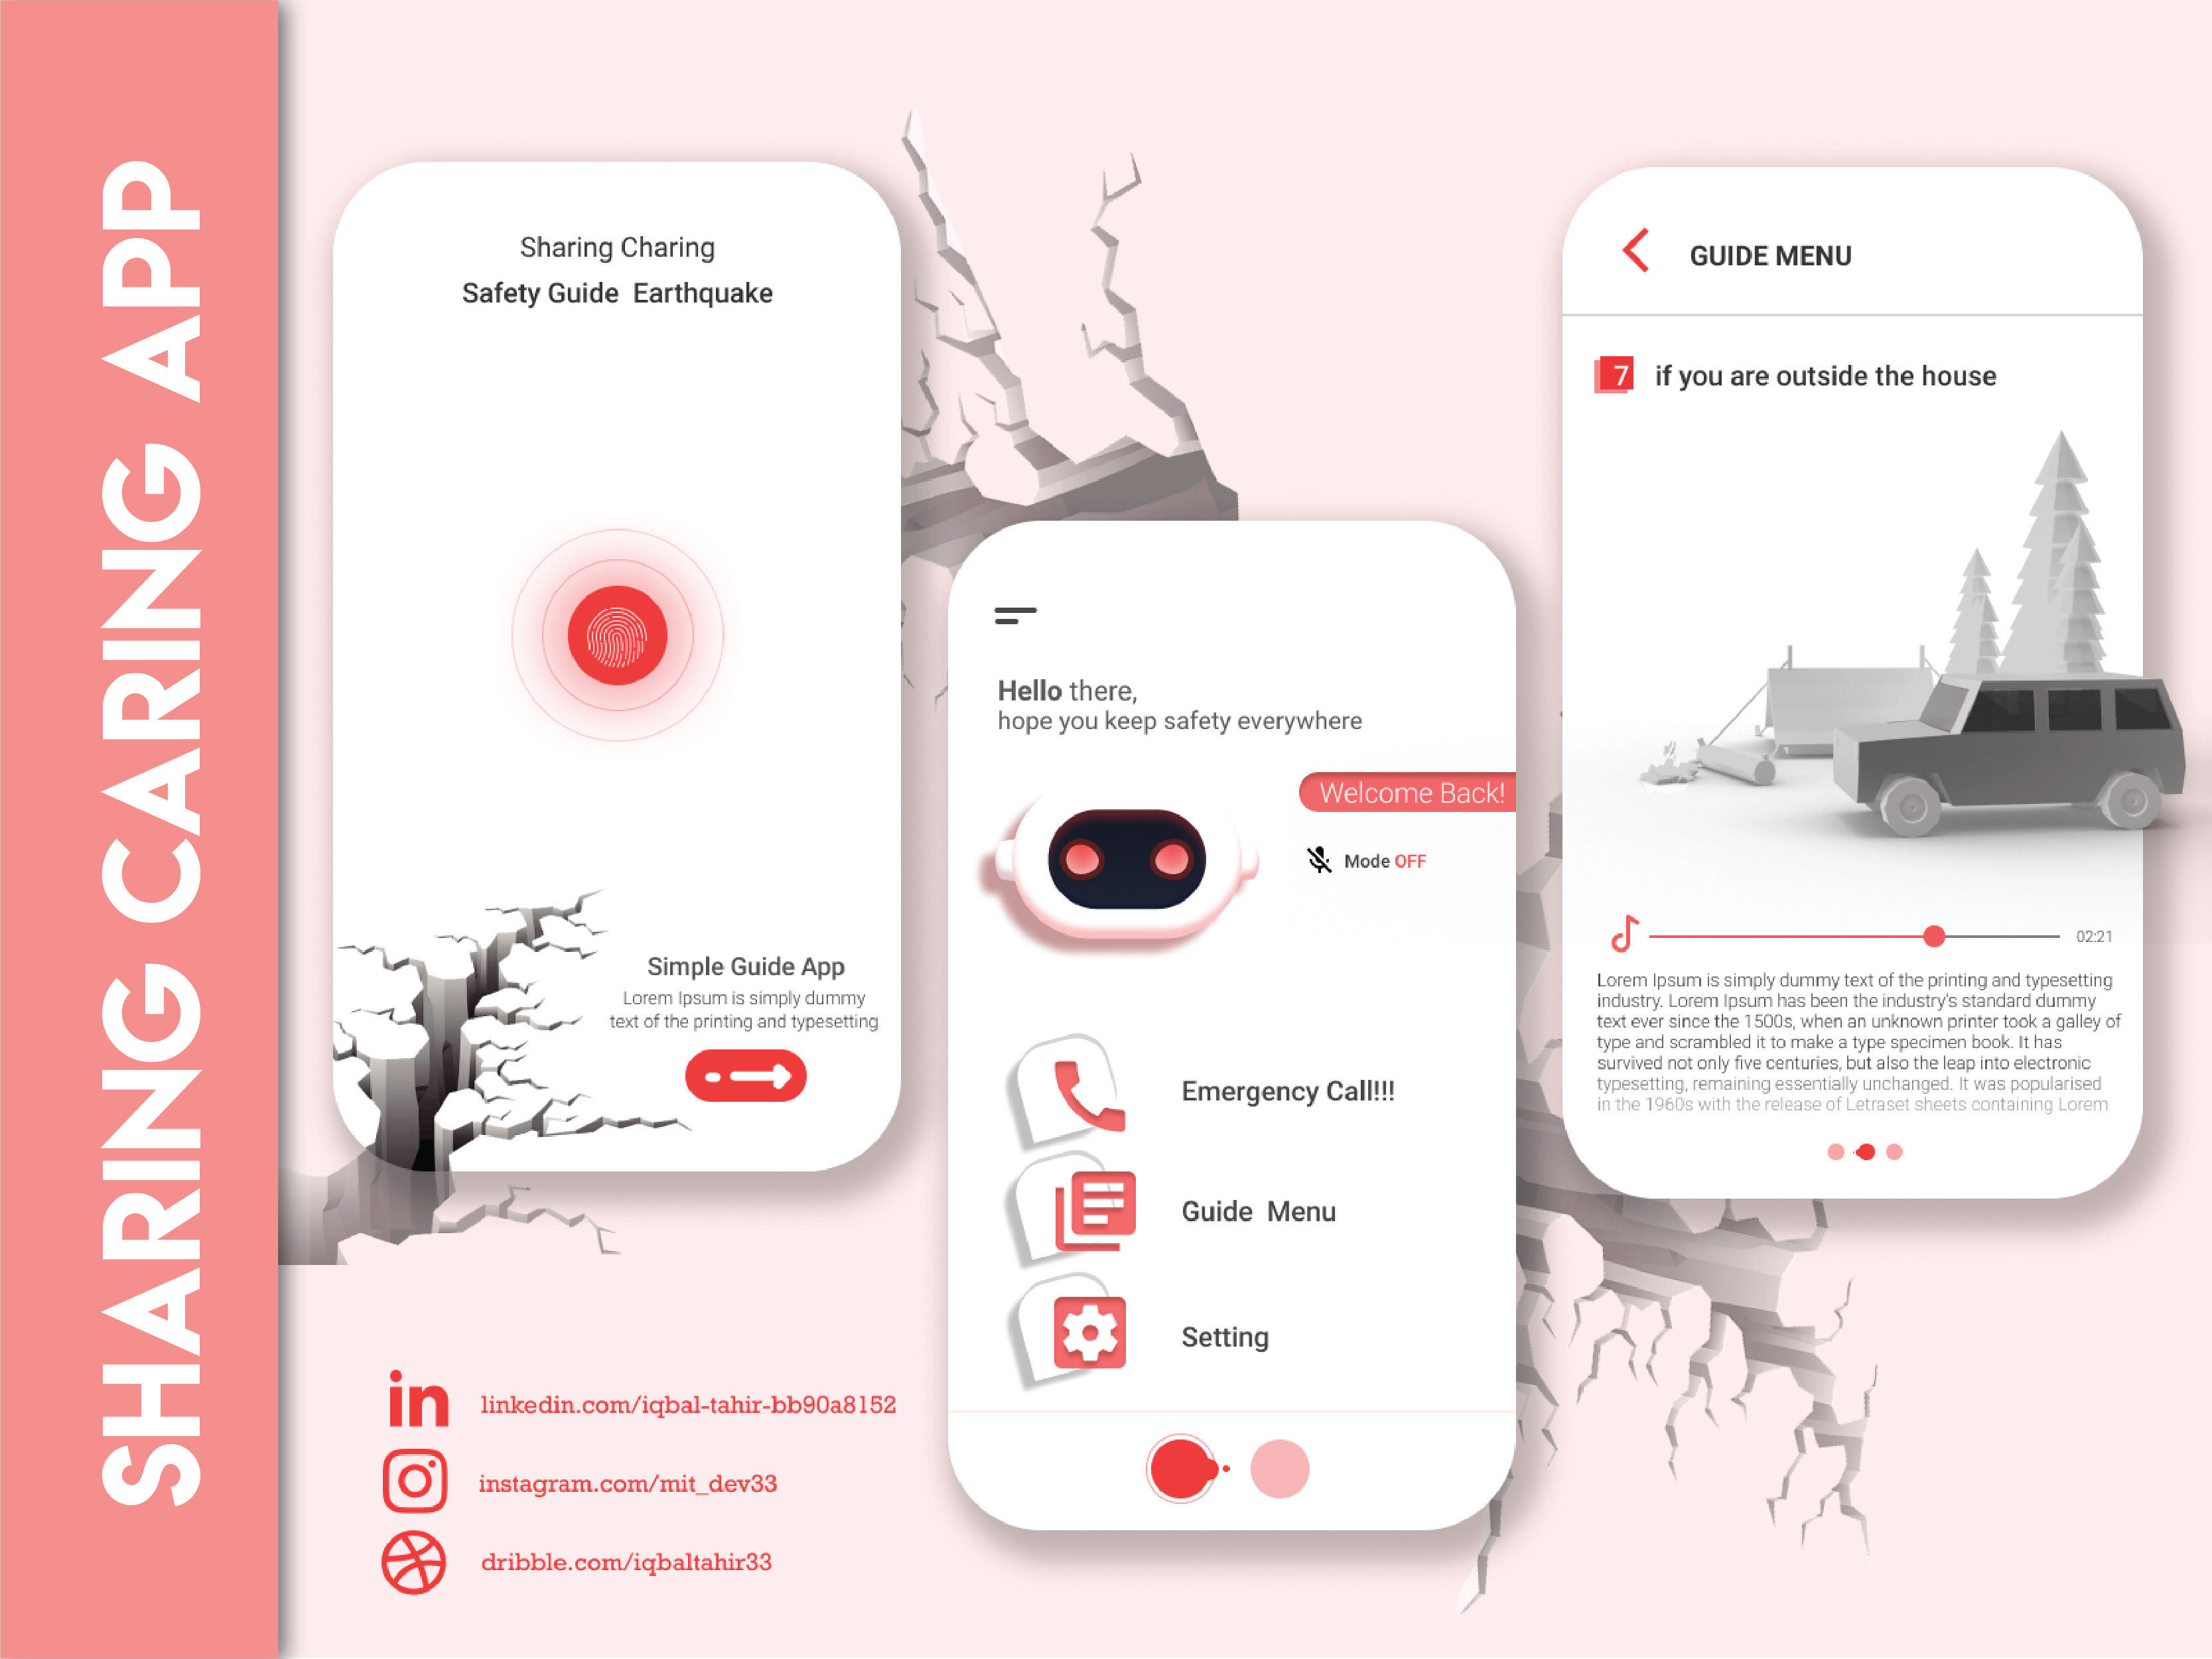 SHARING CARING APP
Sharing Charing
Safety Guide Earthquake
Simple Guide App
Lorem Ipsum is simply dummy
text of the printing and typesetting
Hello there,
hope you keep safety everywhere
Welcome Back!
Mode OFF
Emergency Call!!!
Guide Menu
Setting
GUIDE MENU
7 if you are outside the house
02:21
Lorem Ipsum is simply dummy text of the printing and typesetting
industry. Lorem Ipsum has been the industry's standard dummy
text ever since the 1500s, when an unknown printer took a galley of
type and scrambled it to make a type specimen book. It has
survived not only five centuries, but also the leap into electronic
typesetting, remaining essentially unchanged. It was popularised
in the 1960s with the release of Letraset sheets containing Lorem
in linkedin.com/iqbal-tahir-bb90a8152
instagram.com/mit_dev33
dribble.com/iqbaltahir33